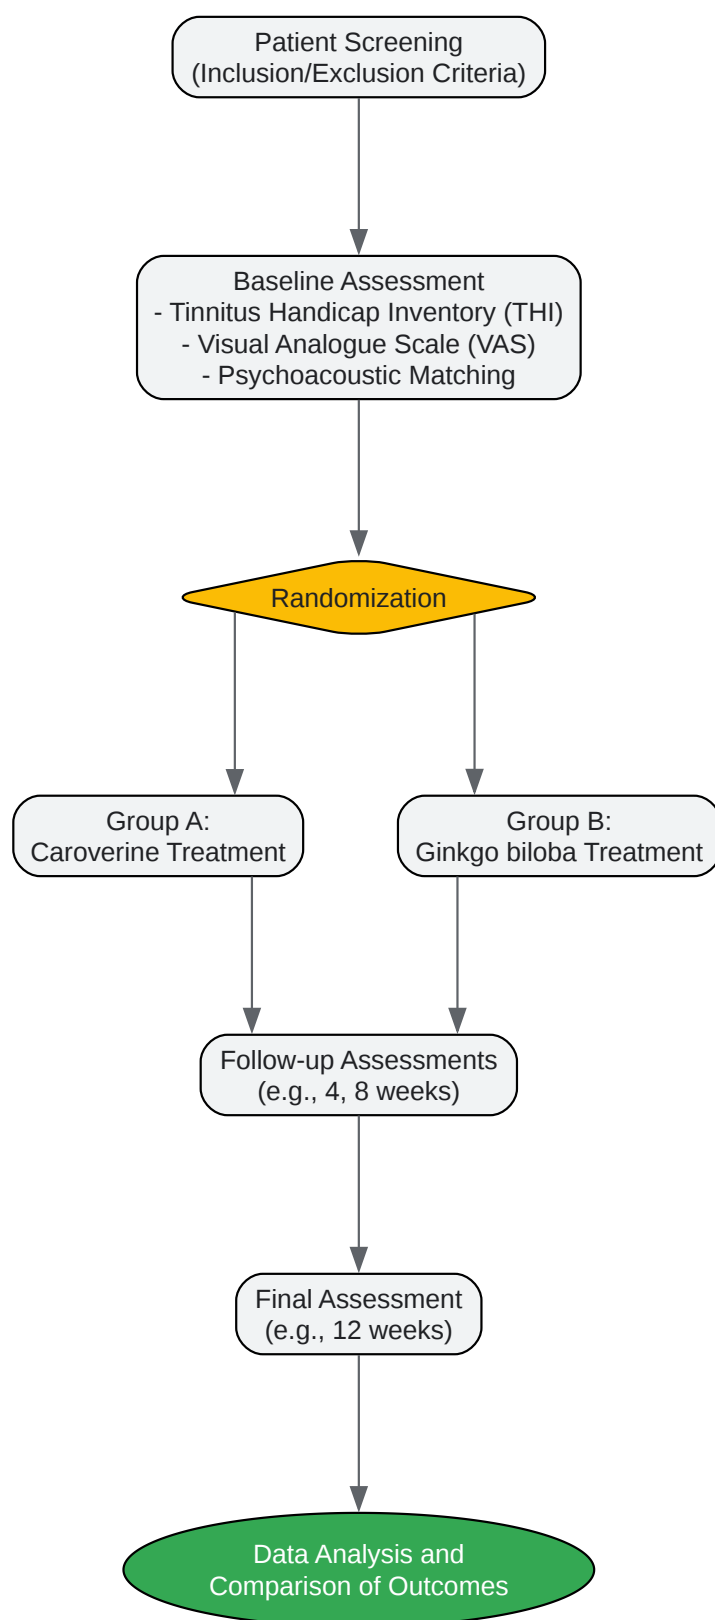 Patient Screening
(Inclusion/Exclusion Criteria)
Baseline Assessment
- Tinnitus Handicap Inventory (THI)
- Visual Analogue Scale (VAS)
- Psychoacoustic Matching
Randomization
Group A:
Caroverine Treatment
Group B:
Ginkgo biloba Treatment
Follow-up Assessments
(e.g., 4, 8 weeks)
Final Assessment
(e.g., 12 weeks)
Data Analysis and
Comparison of Outcomes